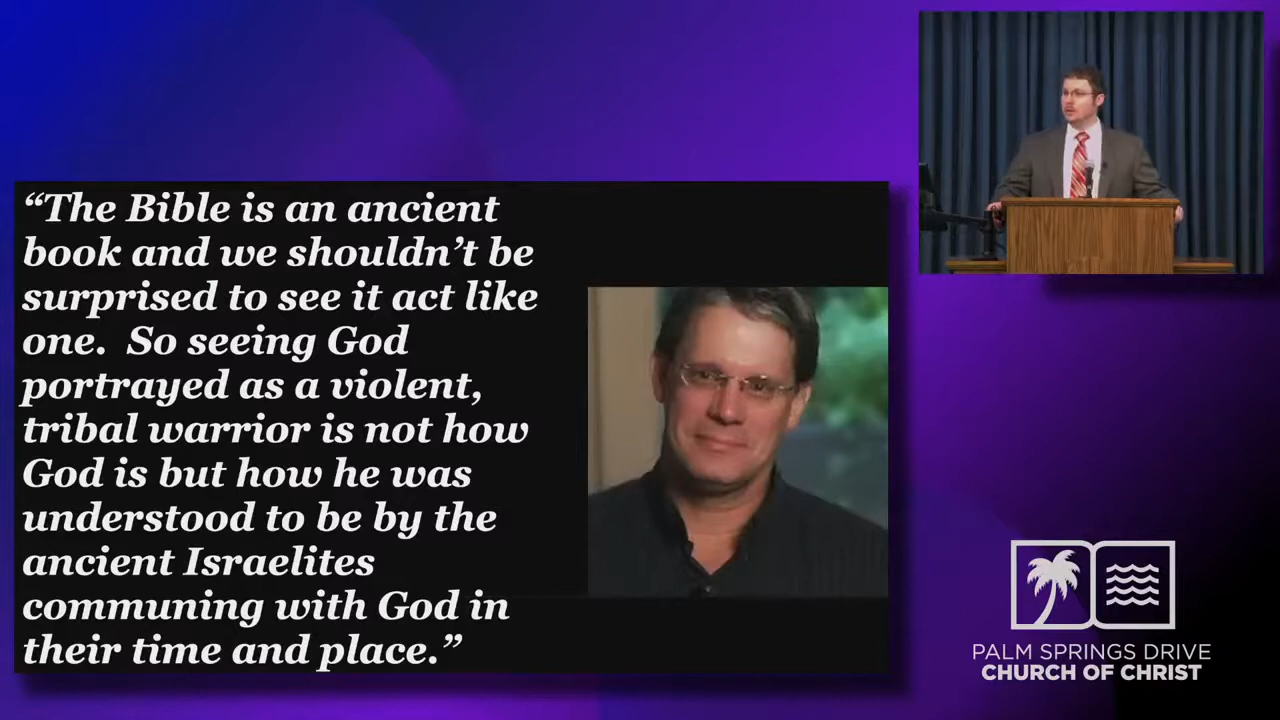 “The Bible is an ancient
book and we shouldn’t be
surprised to see it act like
one.  So seeing God
portrayed as a violent,
tribal warrior is not how
God is but how he was
understood to be by the
ancient Israelites
communing with God in
their time and place.”
PALM SPRINGS DRIVE
CHURCH OF CHRIST